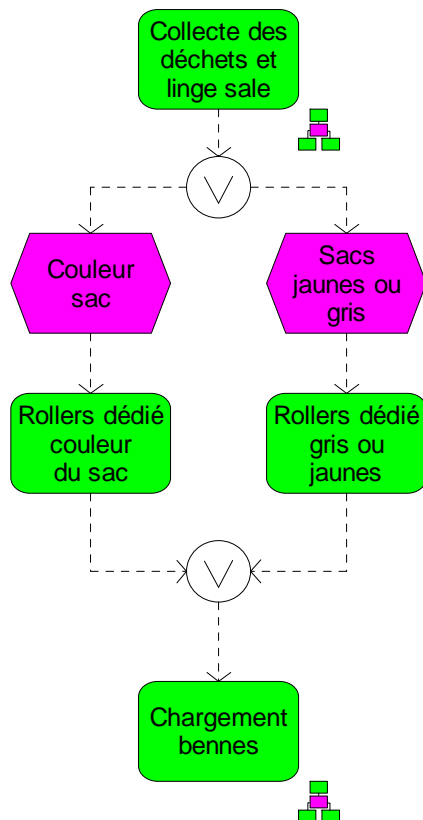 Collecte des
déchets et
linge sale
V
Couleur
sac
Sacs
jaunes ou
gris
Rollers dédié
couleur
du sac
Rollers dédié
gris ou
jaunes
V
Chargement
bennes